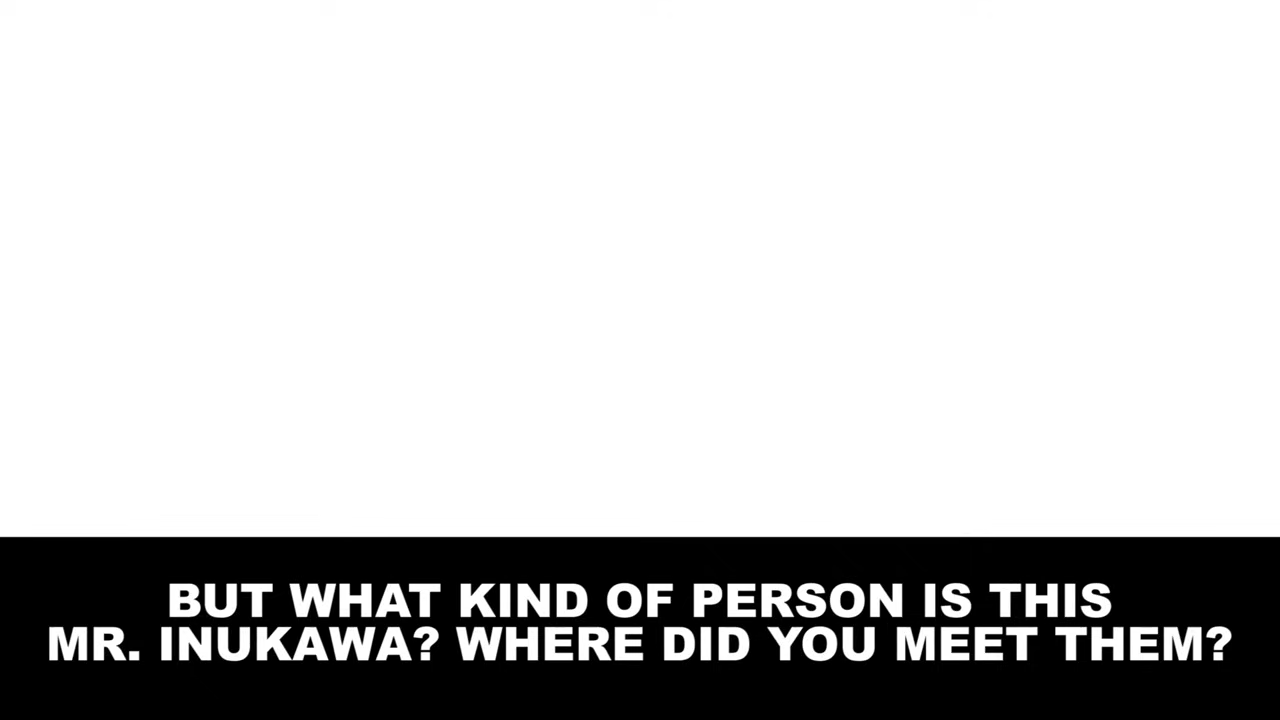 BUT WHAT KIND OF PERSON IS THIS
MR. INUKAWA? WHERE DID YOU MEET THEM?